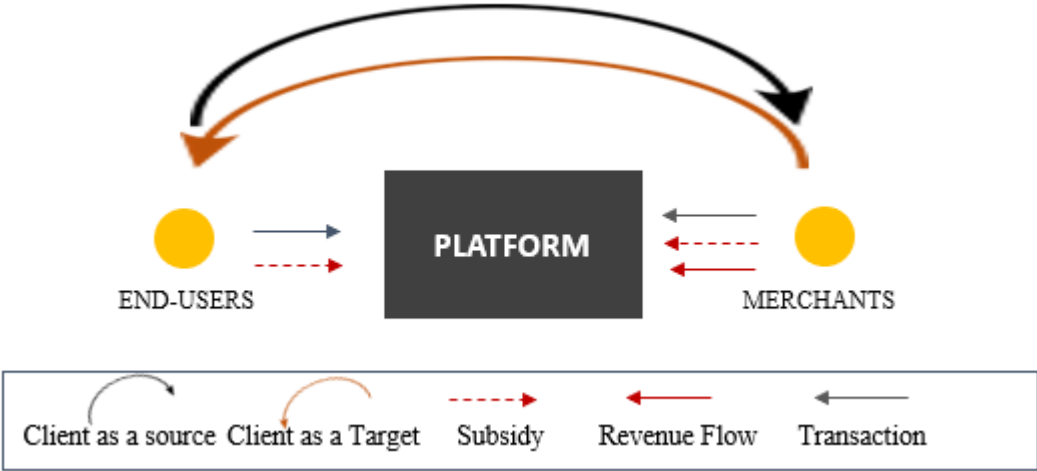 PLATFORM
END-USERS
MERCHANTS
Client as a source
Client as a Target
Subsidy
Revenue Flow
Transaction